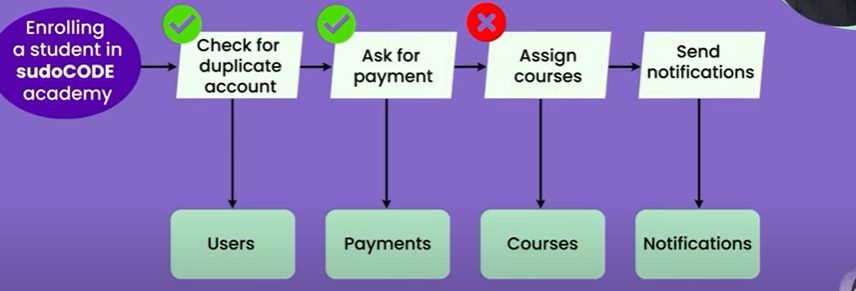 Enrolling
a student in
sudoCODE
academy
Check for
duplicate
account
Ask for
payment
Assign
courses
Send
notifications
Users
Payments
Courses
Notifications